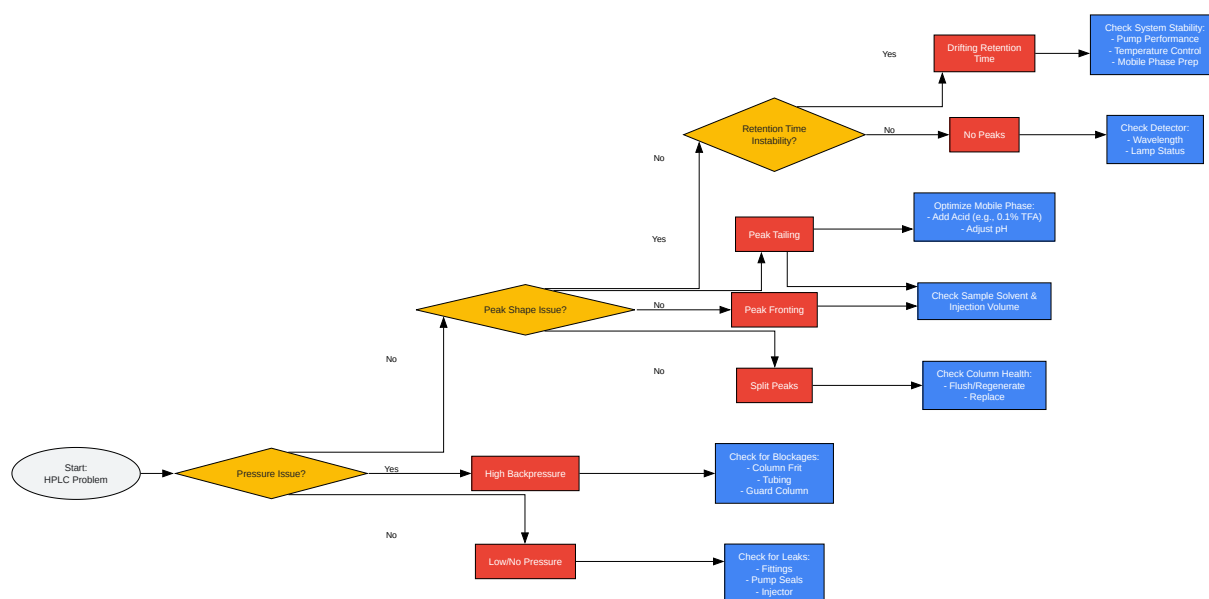 Check System Stability:
- Pump Performance
- Temperature Control
- Mobile Phase Prep
Yes
Drifting Retention
Time
Retention Time
Instability?
No
No Peaks
Check Detector:
- Wavelength
- Lamp Status
No
Optimize Mobile Phase:
- Add Acid (e.g., 0.1% TFA)
- Adjust pH
Yes
Peak Tailing
Peak Shape Issue?
No
Peak Fronting
Check Sample Solvent &
Injection Volume
No
No
Split Peaks
Check Column Health:
- Flush/Regenerate
- Replace
Start:
HPLC Problem
Pressure Issue?
Yes
High Backpressure
Check for Blockages:
- Column Frit
- Tubing
- Guard Column
No
Low/No Pressure
Check for Leaks:
- Fittings
- Pump Seals
- Injector